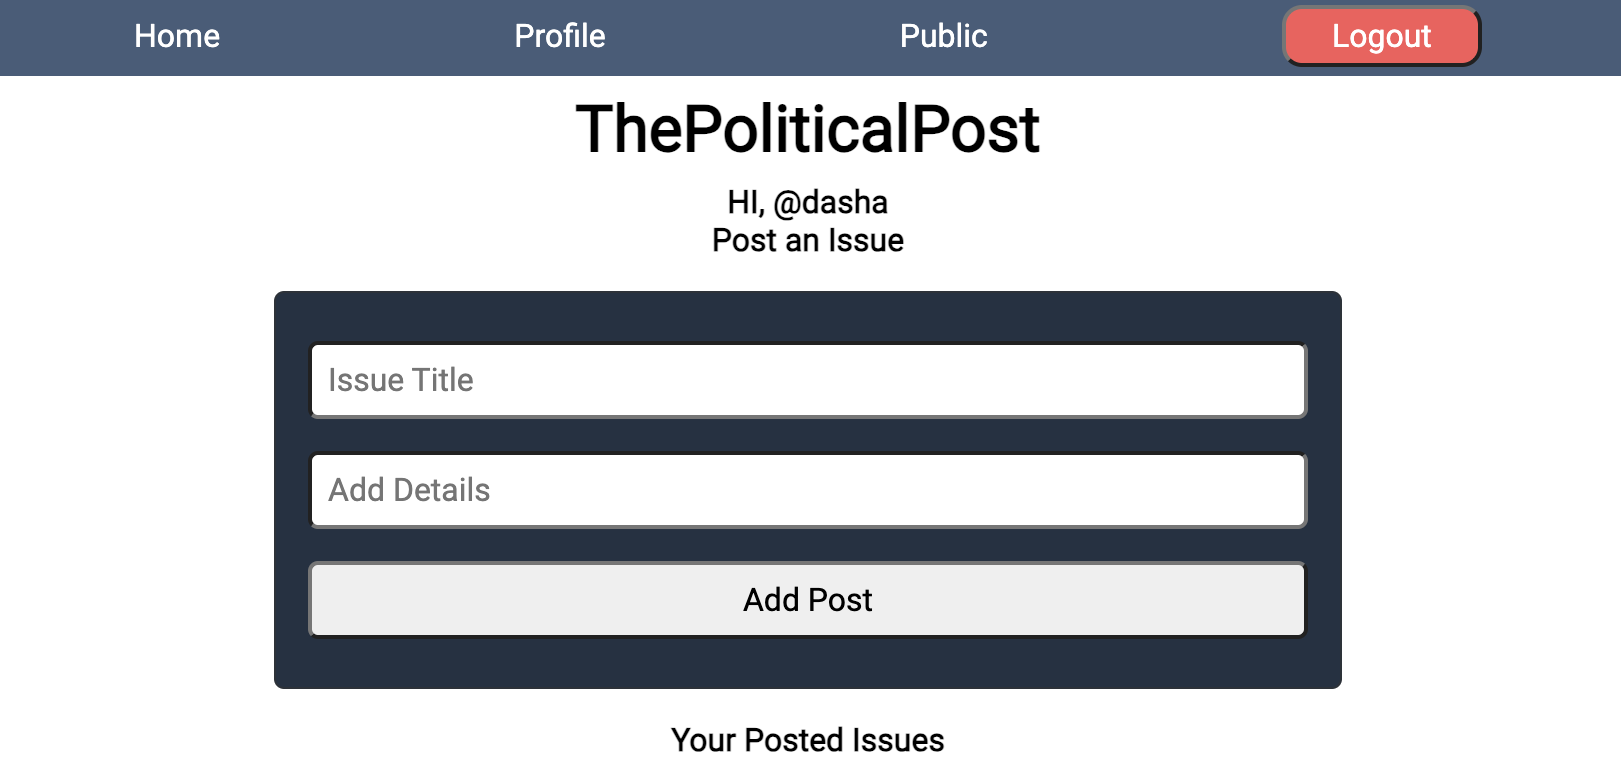 Home Profile Public Logout
ThePoliticalPost
HI, @dasha
Post an Issue
Issue Title
Add Details
Add Post
Your Posted Issues